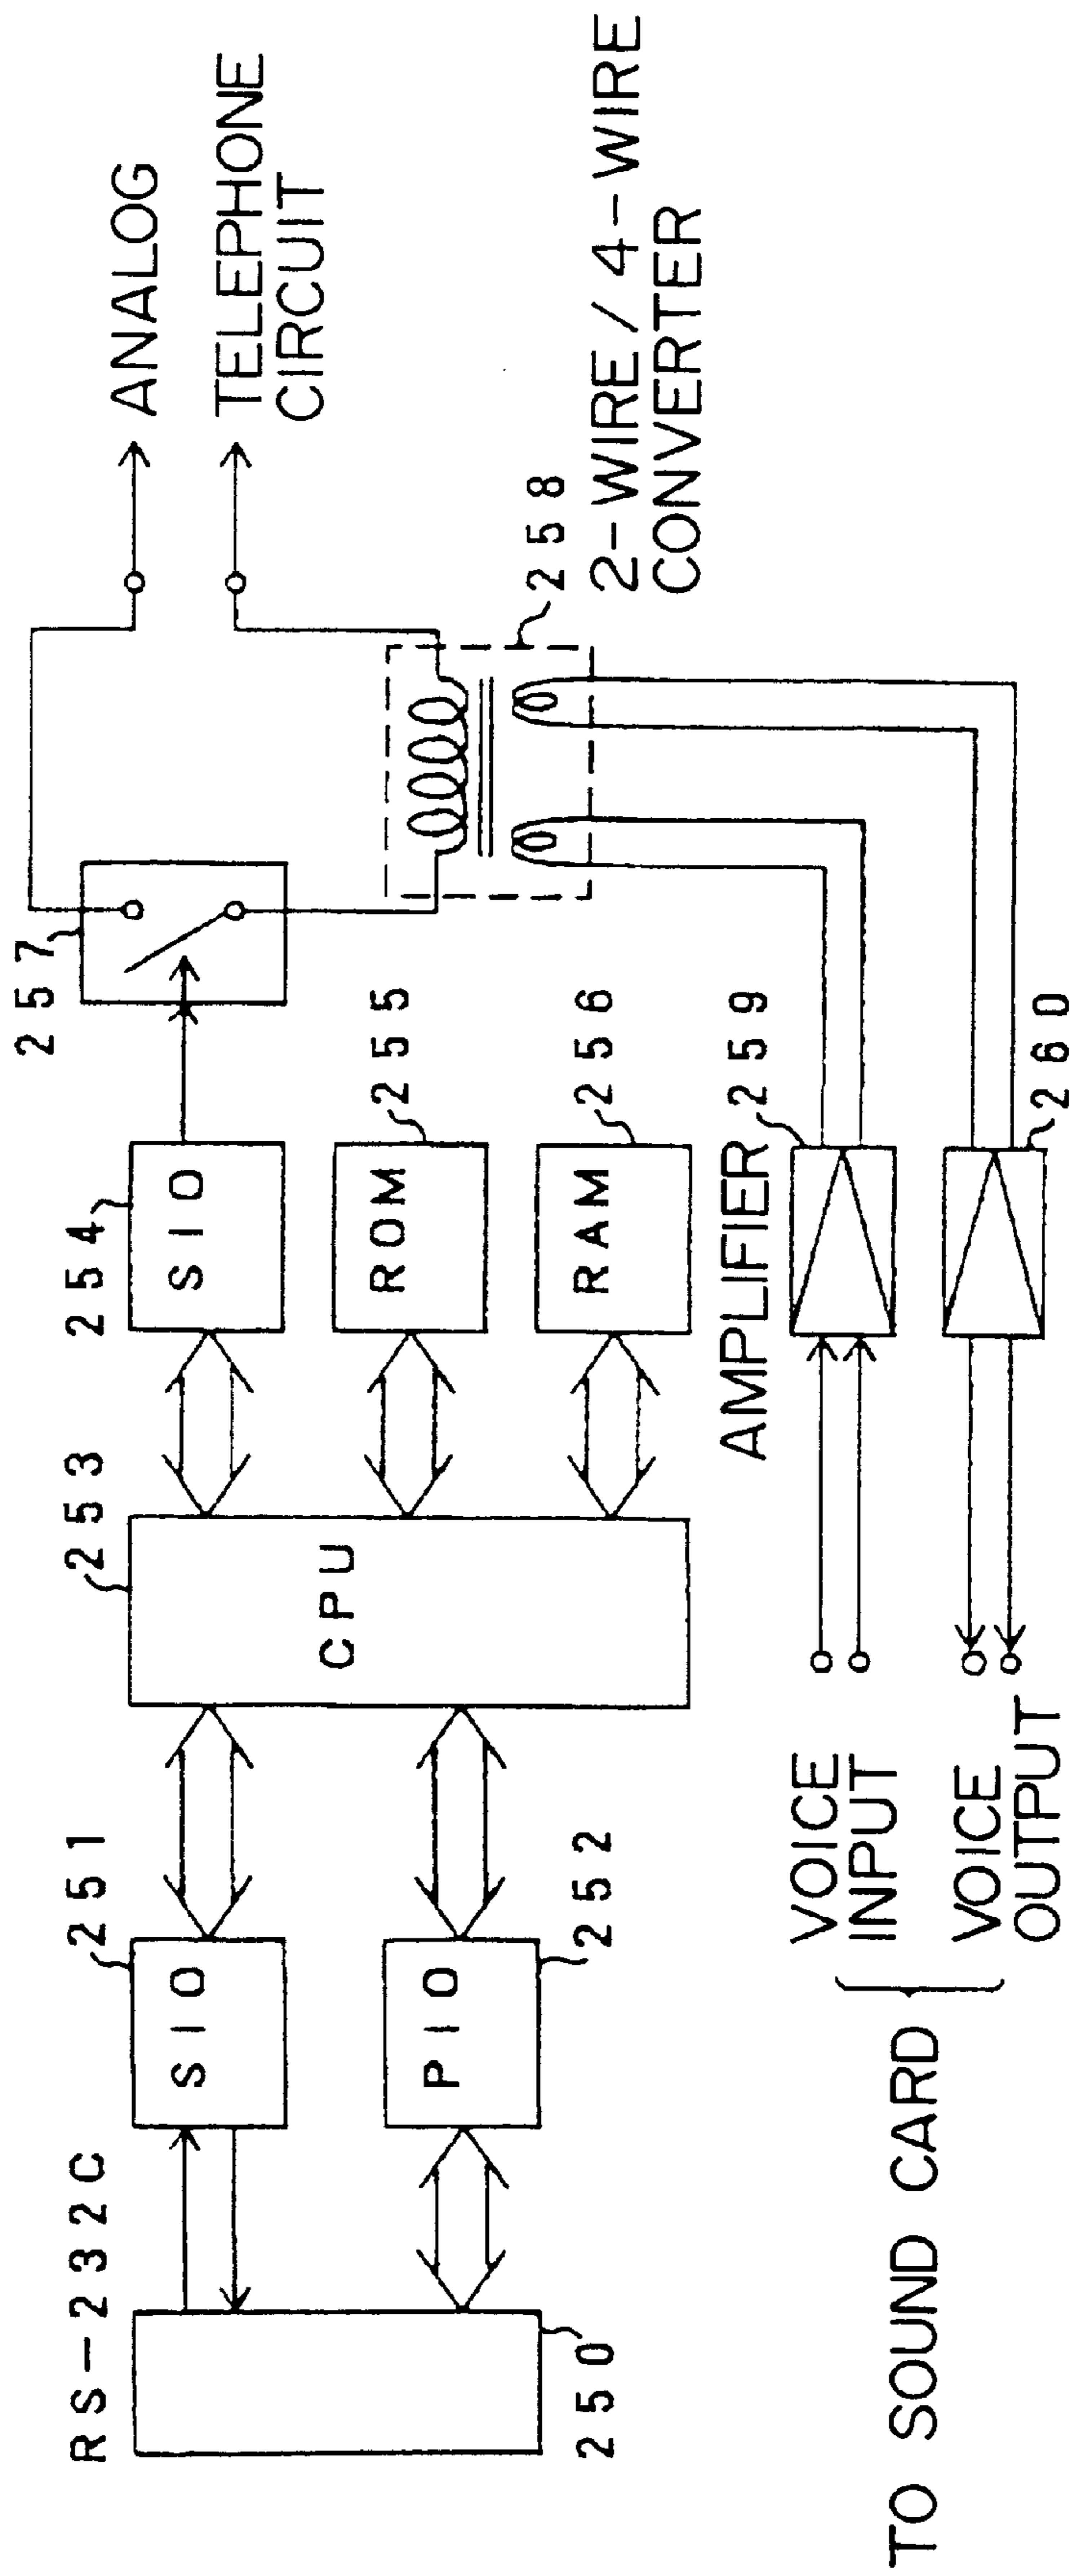 RS-232C
250
SIO
251
PIO
252
CPU
253
SIO
254
ROM
255
RAM
256
257
ANALOG
TELEPHONE
CIRCUIT
258
2-WIRE/4-WIRE
CONVERTER
AMPLIFIER
259
260
VOICE
INPUT
VOICE
OUTPUT
TO SOUND CARD